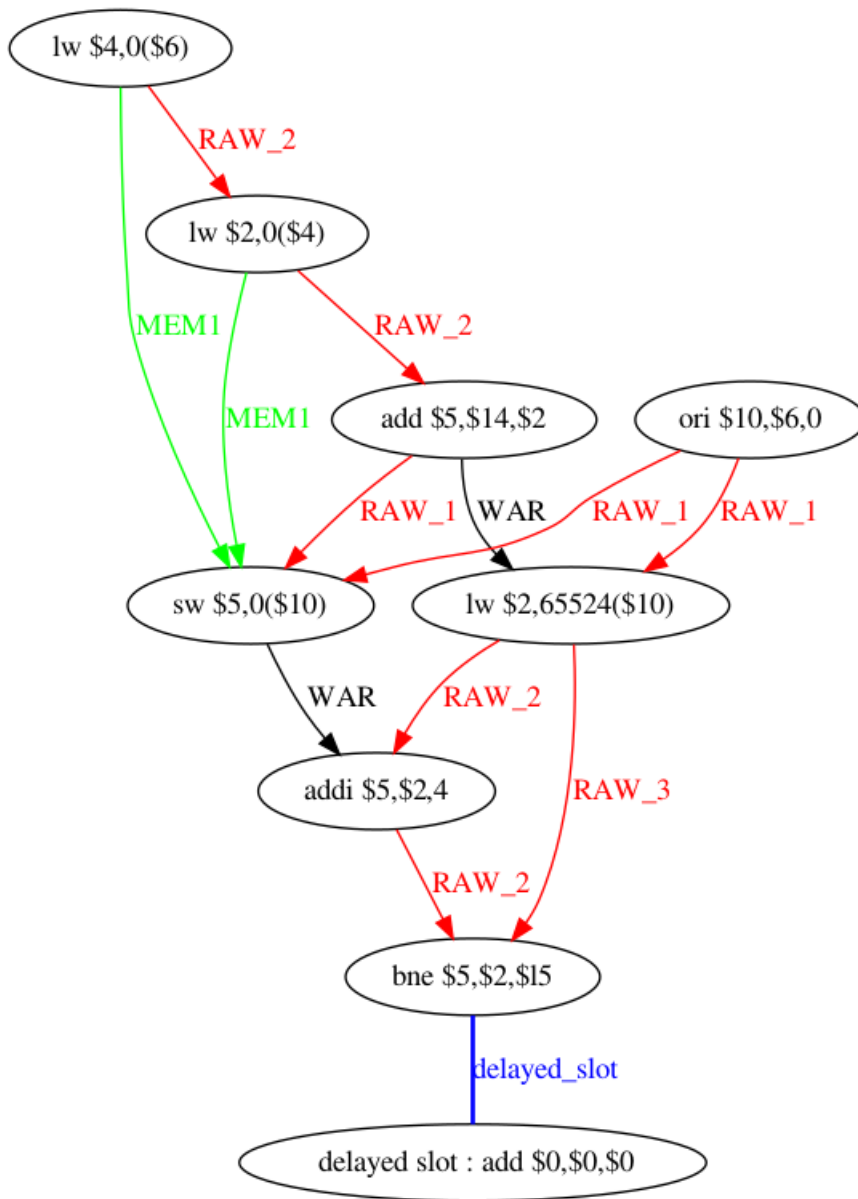 lw $4,0($6)
RAW_2
lw $2,0($4)
MEM1
RAW_2
MEM1
add $5,$14,$2
ori $10,$6,0
RAW_1
WAR
RAW_1
RAW_1
sw $5,0($10)
lw $2,65524($10)
WAR
RAW_2
addi $5,$2,4
RAW_3
RAW_2
bne $5,$2,$l5
delayed_slot
delayed slot : add $0,$0,$0